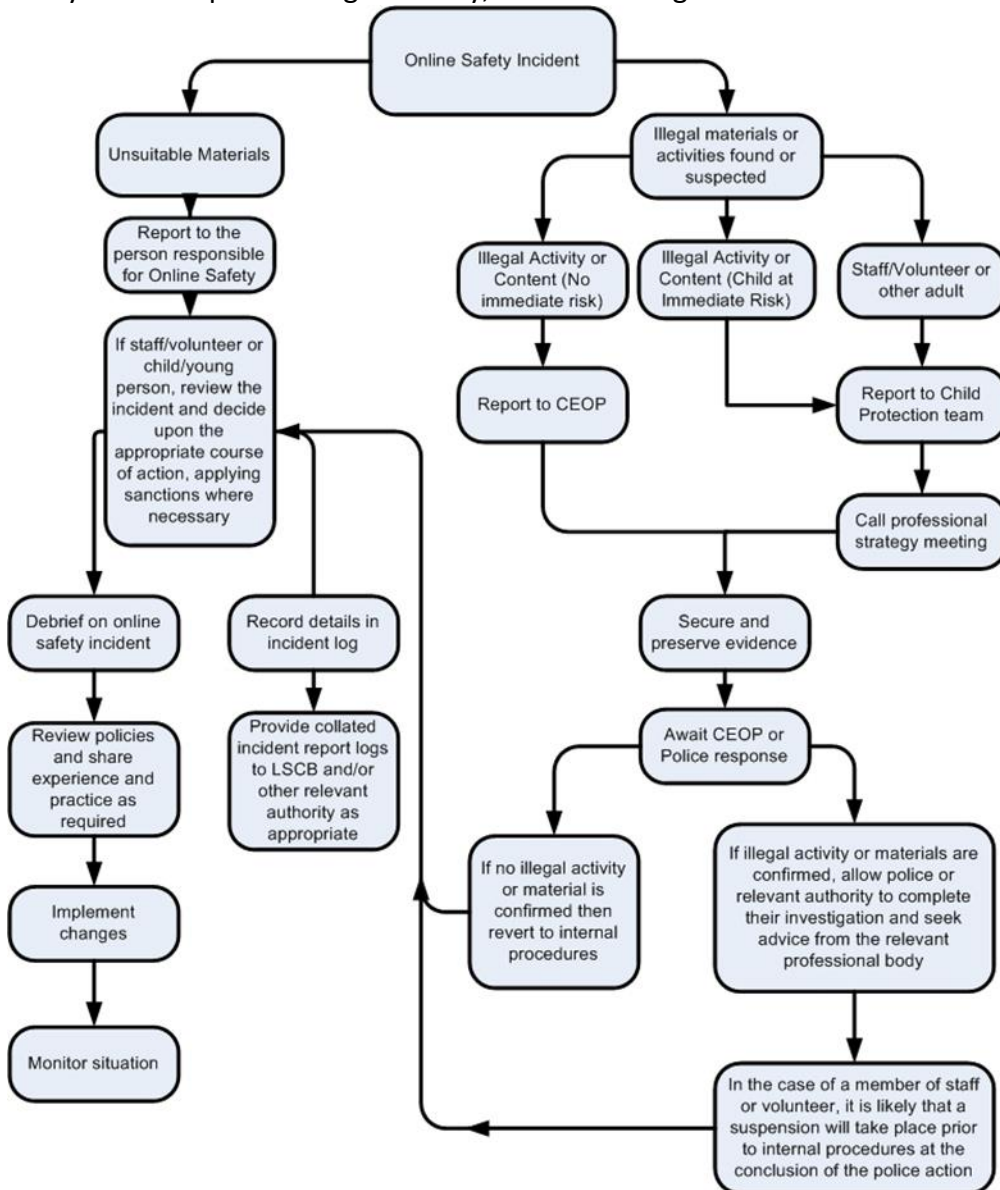 Online Safety Incident
Unsuitable Materials
Report to the
person responsible
for Online Safety
If staff/volunteer or
child/young
person, review the
incident and decide
upon the
appropriate course
of action, applying
sanctions where
necessary
Debrief on online
safety incident
Review policies
and share
experience and
practice as
required
Implement
changes
Monitor situation
Record details in
incident log
Provide collated
incident report logs
to LSCB and/or
other relevant
authority as
appropriate
Illegal materials or
activities found or
suspected
Illegal Activity or
Content (No
immediate risk)
Illegal Activity or
Content (Child at
Immediate Risk)
Staff/Volunteer or
other adult
Report to CEOP
Report to Child
Protection team
Call professional
strategy meeting
Secure and
preserve evidence
Await CEOP or
Police response
If no illegal activity
or material is
confirmed then
revert to internal
procedures
If illegal activity or materials are
confirmed, allow police or
relevant authority to complete
their investigation and seek
advice from the relevant
professional body
In the case of a member of staff
or volunteer, it is likely that a
suspension will take place prior
to internal procedures at the
conclusion of the police action